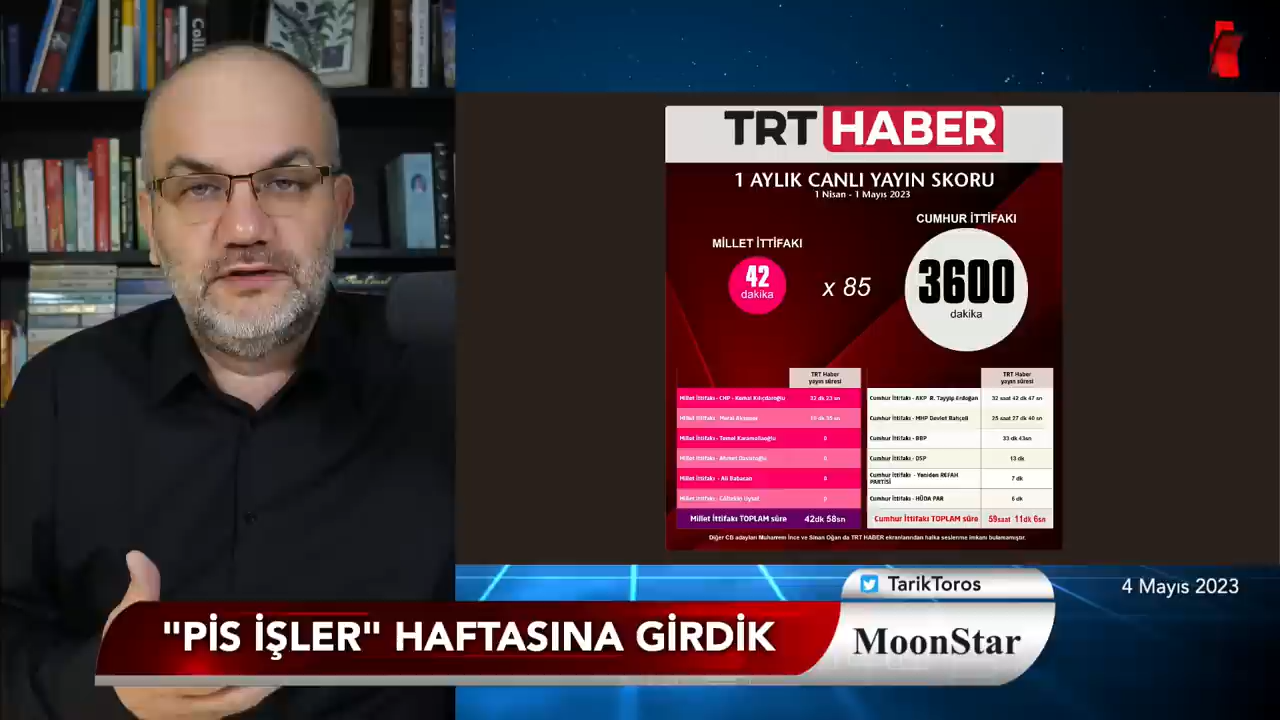 Coll
TRT HABER
1 AYLIK CANLI YAYIN SKORU
1 Nisan - 1 Mayıs 2023
MİLLET İTTİFAKI
42
dakika
x 85
CUMHUR İTTİFAKI
3600
dakika
TRT Haber
yayın süresi
Millet İttifakı - CHP - Kemal Kılıçdaroğlu 32 dk 23 sn
Millet İttifakı - Meral Akşener 10 dk 35 sn
Millet İttifakı - Temel Karamollaoğlu 0
Millet İttifakı - Ahmet Davutoğlu 0
Millet İttifakı - Ali Babacan 0
Millet İttifakı - Gültekin Uysal 0
Millet İttifakı TOPLAM süre 42dk 58sn
TRT Haber
yayın süresi
Cumhur İttifakı - AKP R. Tayyip Erdoğan 32 saat 42 dk 47 sn
Cumhur İttifakı - MHP Devlet Bahçeli 25 saat 27 dk 40 sn
Cumhur İttifakı - BBP 33 dk 43sn
Cumhur İttifakı - DSP 13 dk
Cumhur İttifakı - Yeniden REFAH
PARTİSİ 7 dk
Cumhur İttifakı - HÜDA PAR 6 dk
Cumhur İttifakı TOPLAM süre 59saat 11dk 6sn
Diğer CB adayları Muharrem İnce ve Sinan Oğan da TRT HABER ekranlarından halka seslenme imkanı bulamamıştır.
TarikToros
4 Mayıs 2023
"PİS İŞLER" HAFTASINA GİRDİK
MoonStar